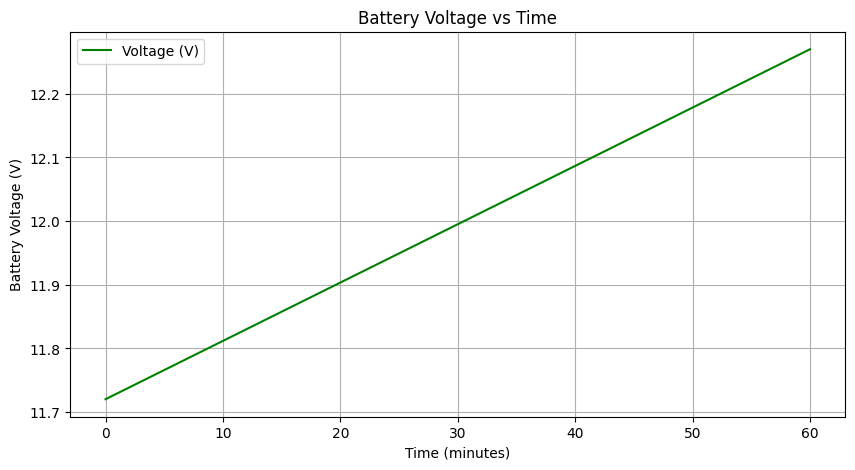 Battery Voltage vs Time
Voltage (V)
12.2
12.1
12.0
11.9
11.8
11.7
Battery Voltage (V)
0 10 20 30 40 50 60
Time (minutes)